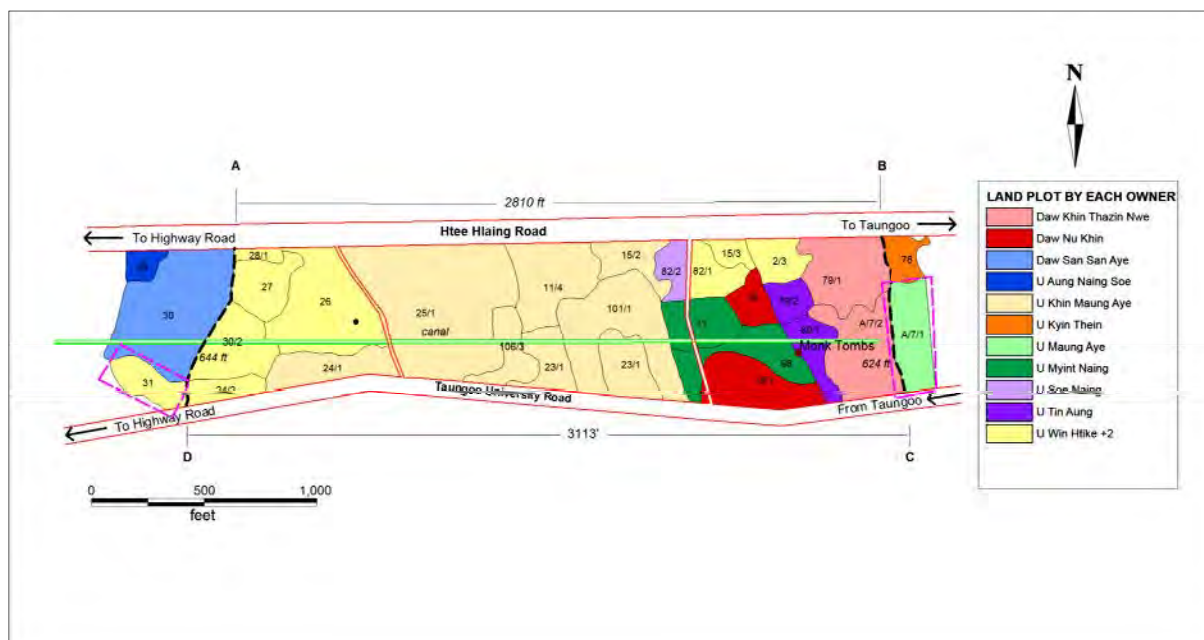 N
A
B
2810 ft
To Highway Road
Htee Hlaing Road
To Taungoo
28/1
27
26
30
30/2
644 ft
31
24/2
24/1
25/1
canal
11/4
15/2
101/1
106/3
23/1
23/1
82/2
82/1
15/3
2/3
79/1
78
11
80/1
A/7/2
A/7/1
Monk Tombs
68
624 ft
Taungoo University Road
To Highway Road
From Taungoo
3113'
D
C
0 500 1,000
feet
LAND PLOT BY EACH OWNER
Daw Khin Thazin Nwe
Daw Nu Khin
Daw San San Aye
U Aung Naing Soe
U Khin Maung Aye
U Kyin Thein
U Maung Aye
U Myint Naing
U Soe Naing
U Tin Aung
U Win Htike +2